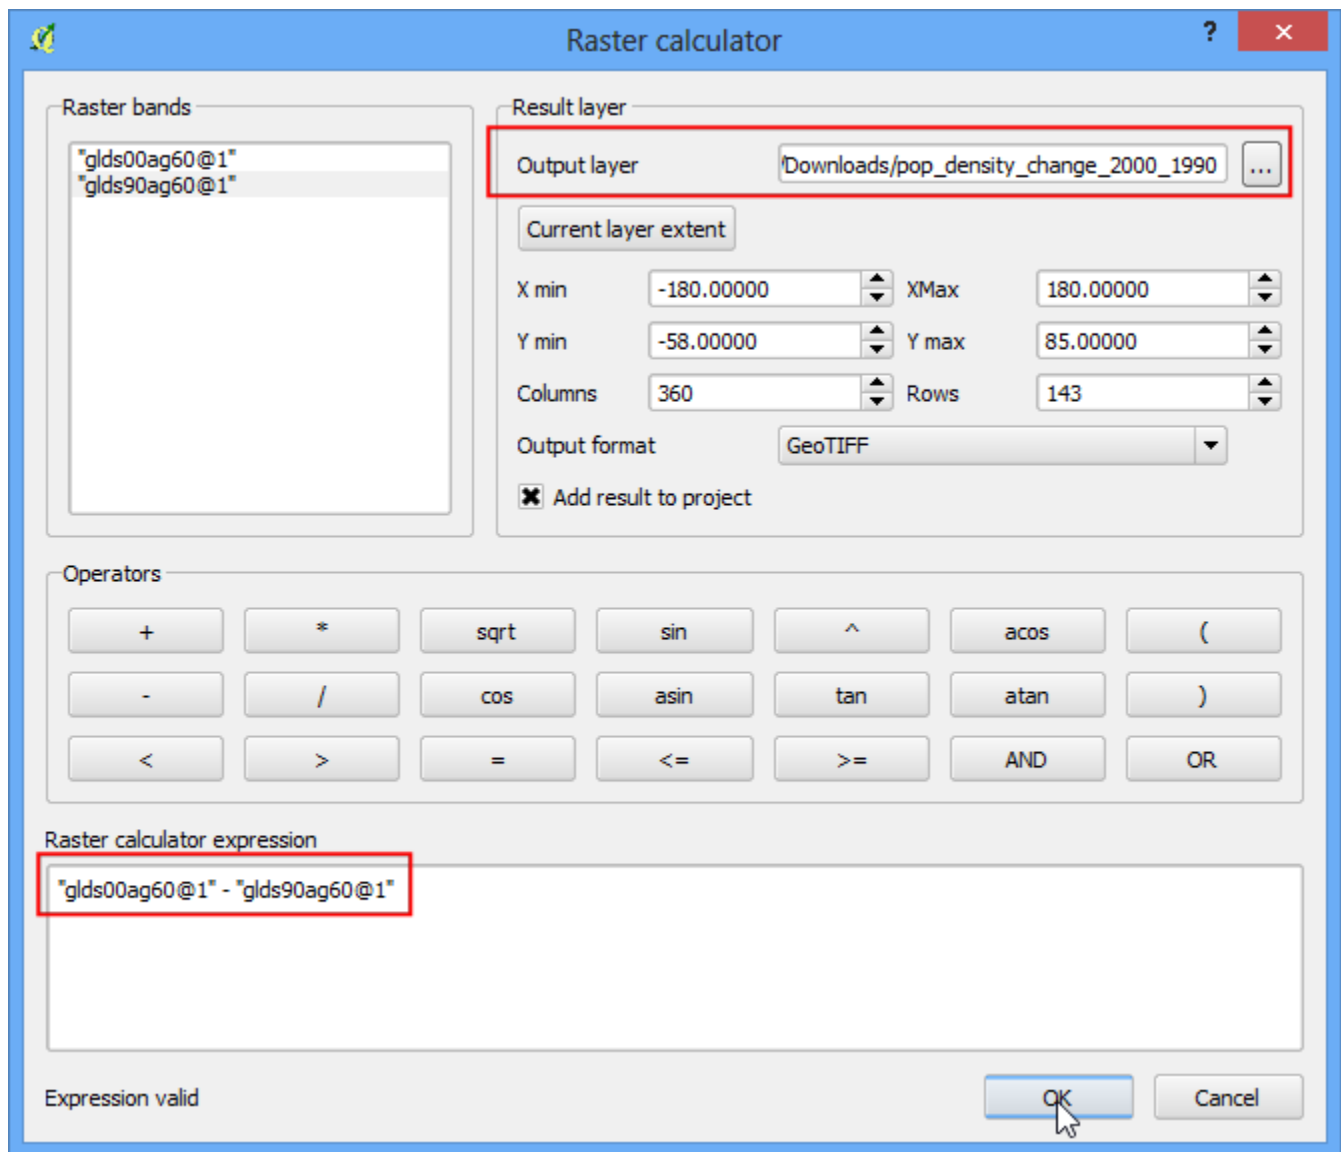 Raster calculator
?
Raster bands
"glds00ag60@1"
"glds90ag60@1"
Result layer
Output layer /Downloads/pop_density_change_2000_1990 ...
Current layer extent
X min -180.00000 XMax 180.00000
Y min -58.00000 Y max 85.00000
Columns 360 Rows 143
Output format GeoTIFF
Add result to project
Operators
+ * sqrt sin ^ acos (
- / cos asin tan atan )
< > = <= >= AND OR
Raster calculator expression
"glds00ag60@1" - "glds90ag60@1"
Expression valid OK Cancel